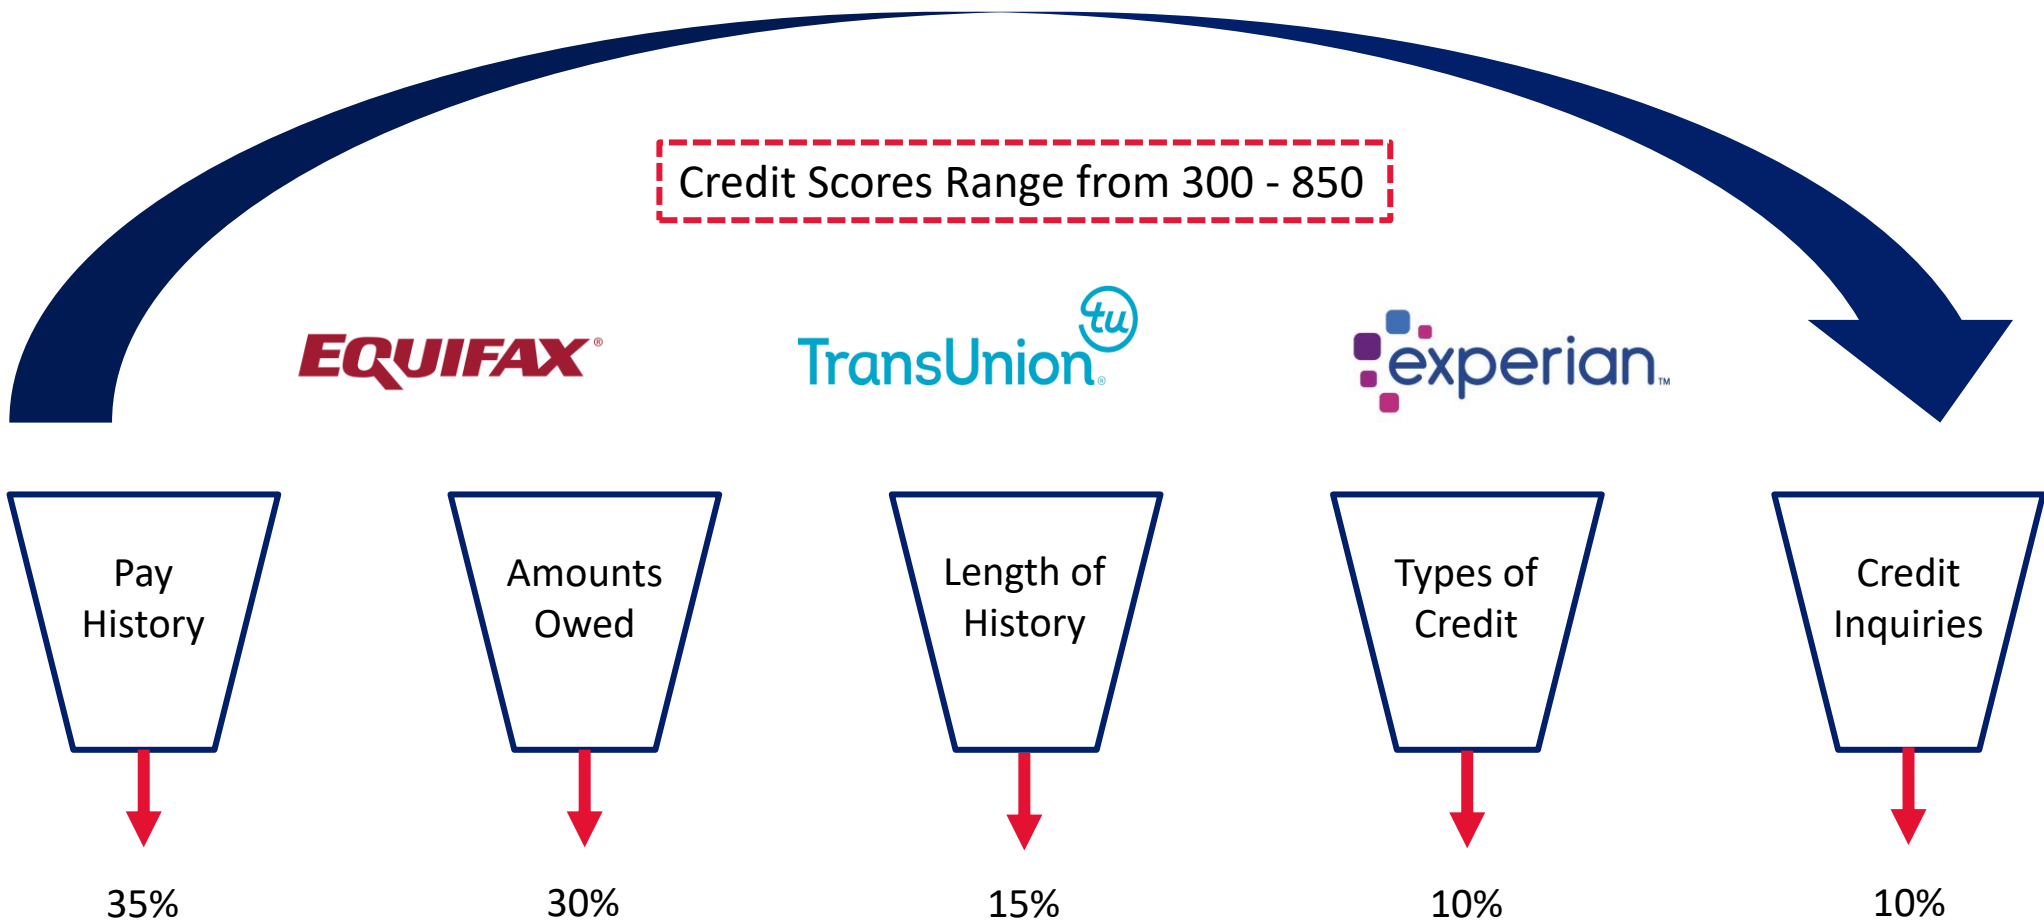 Credit Scores Range from 300 - 850
EQUIFAX®
tu
TransUnion®
experian™
Pay
History
Amounts
Owed
Length of
History
Types of
Credit
Credit
Inquiries
35%
30%
15%
10%
10%